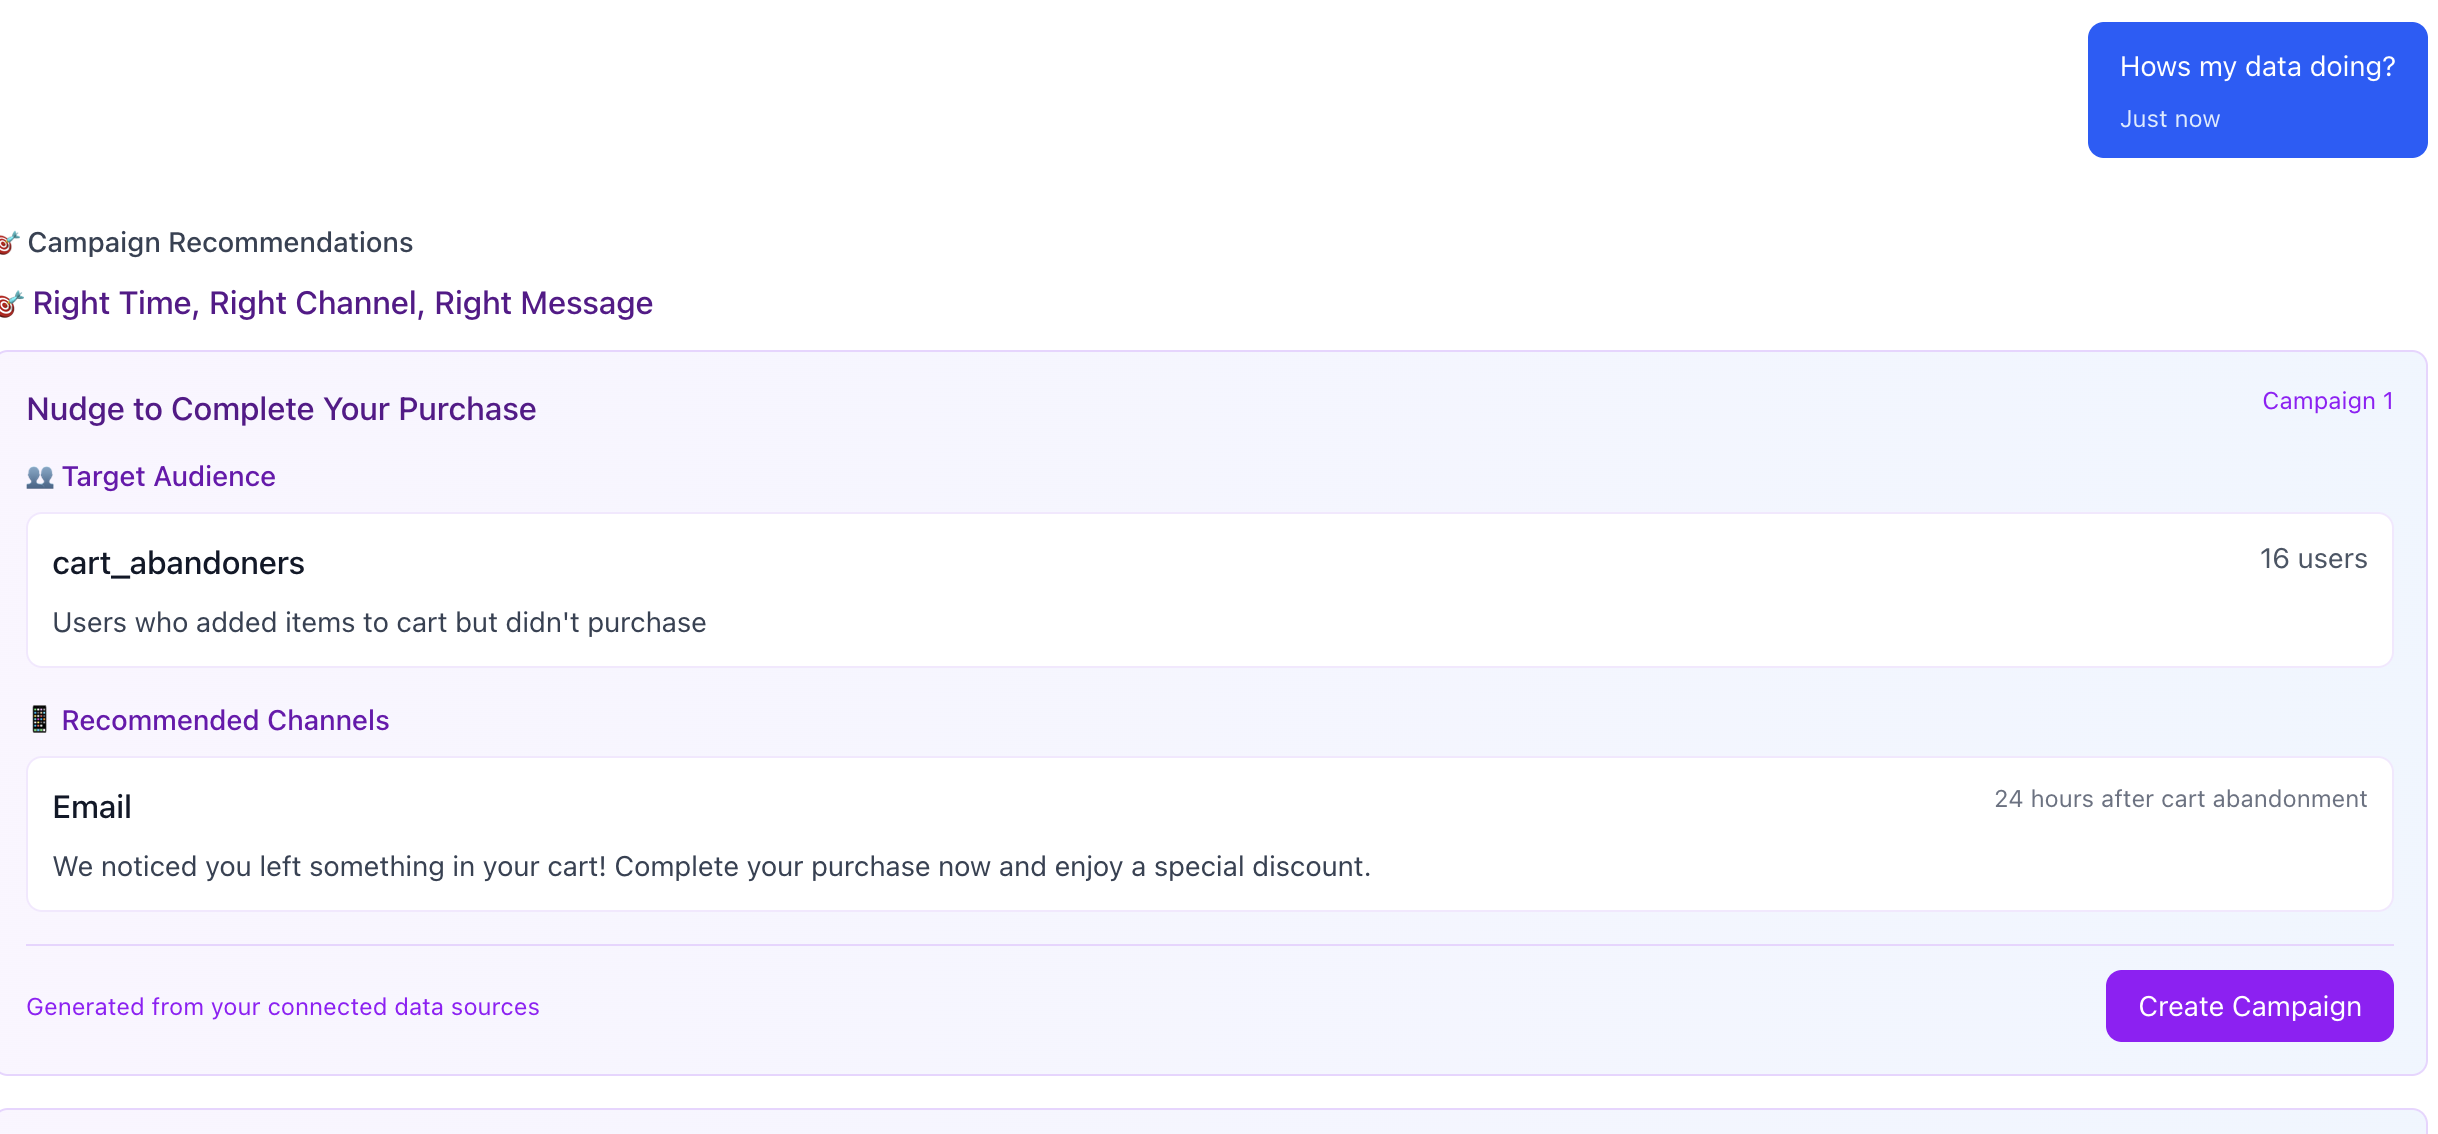 Hows my data doing?
Just now
🎯 Campaign Recommendations
🎯 Right Time, Right Channel, Right Message
Nudge to Complete Your Purchase
Campaign 1
👥 Target Audience
cart_abandoners
16 users
Users who added items to cart but didn't purchase
📱 Recommended Channels
Email
24 hours after cart abandonment
We noticed you left something in your cart! Complete your purchase now and enjoy a special discount.
Generated from your connected data sources
Create Campaign